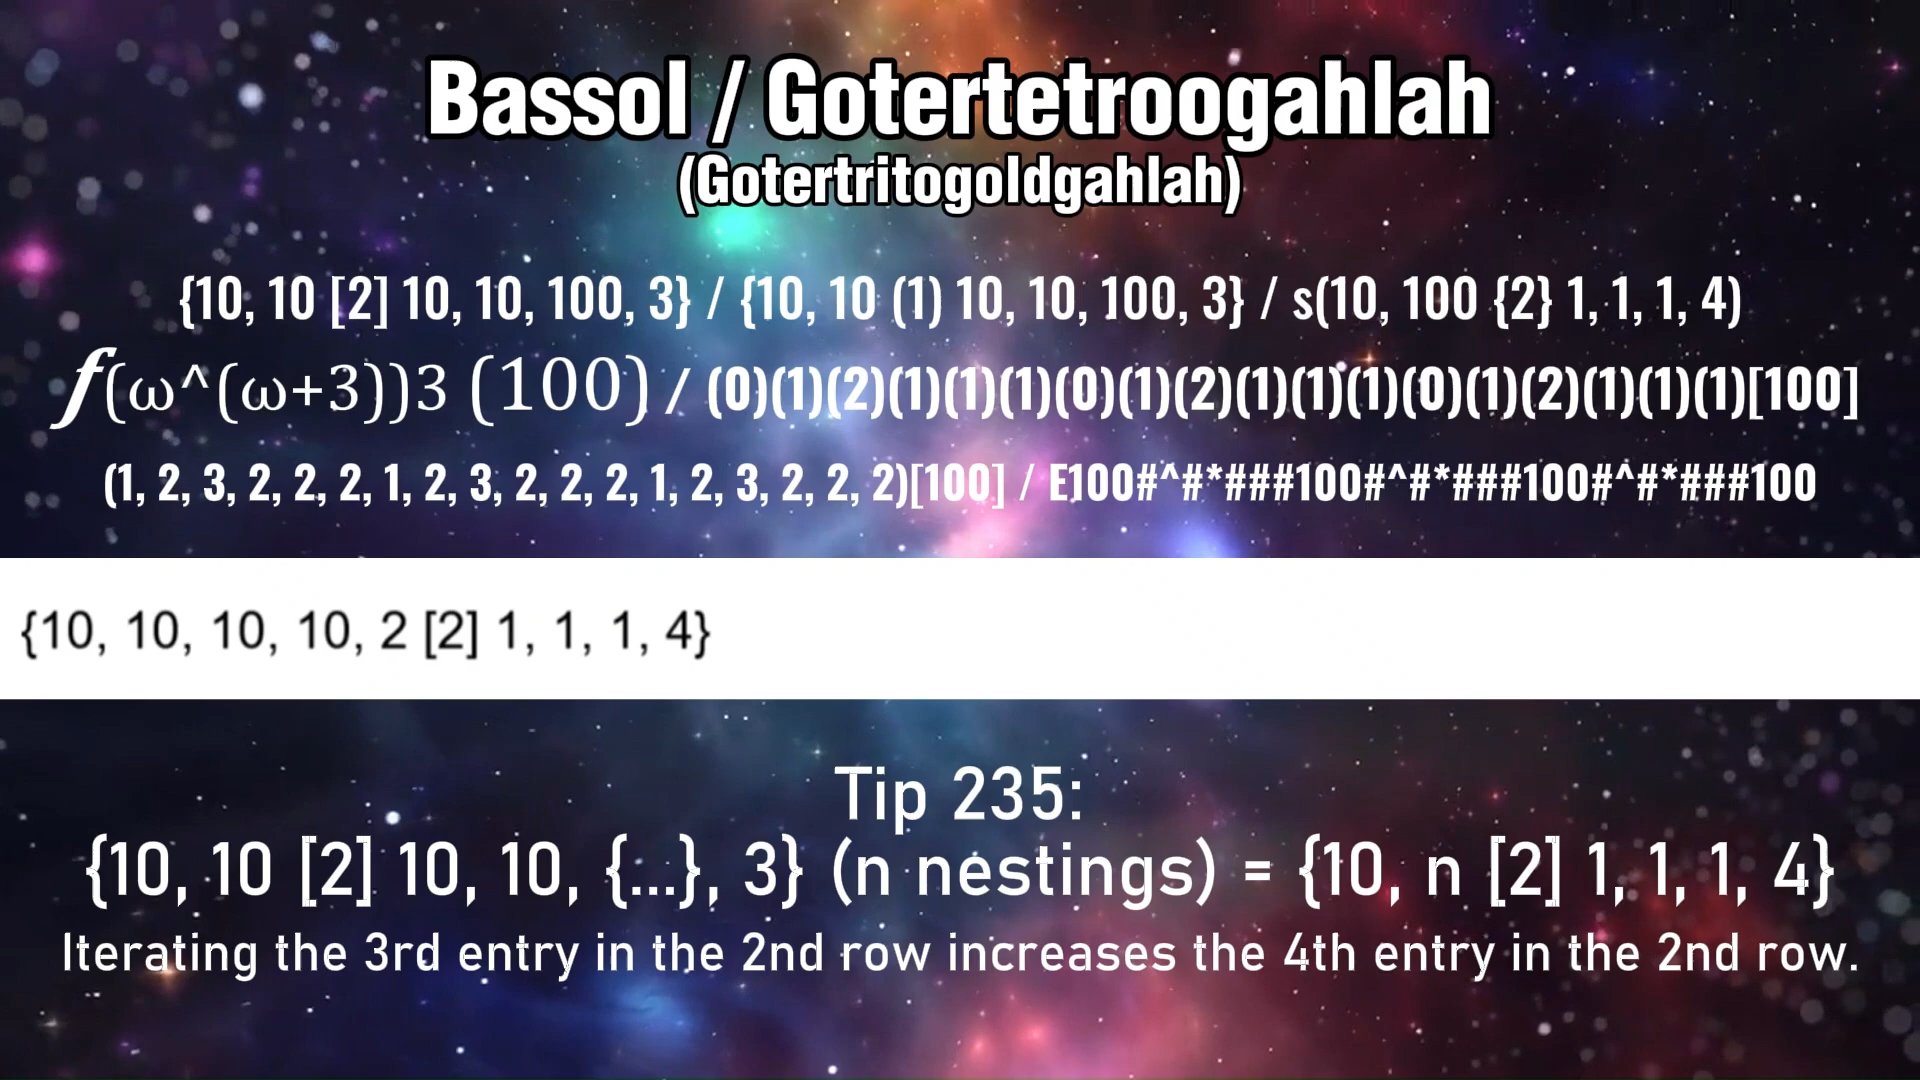 Bassol / Gotertetroogahlah
(Gotertritogoldgahlah)
{10, 10 [2] 10, 10, 100, 3} / {10, 10 (1) 10, 10, 100, 3} / s(10, 100 {2} 1, 1, 1, 4)
f(ω^(ω+3))3 (100) / (0)(1)(2)(1)(1)(1)(0)(1)(2)(1)(1)(1)(0)(1)(2)(1)(1)(1)[100]
(1, 2, 3, 2, 2, 2, 1, 2, 3, 2, 2, 2, 1, 2, 3, 2, 2, 2)[100] / E100#^#*###100#^#*###100#^#*###100
{10, 10, 10, 10, 2 [2] 1, 1, 1, 4}
Tip 235:
{10, 10 [2] 10, 10, {...}, 3} (n nestings) = {10, n [2] 1, 1, 1, 4}
Iterating the 3rd entry in the 2nd row increases the 4th entry in the 2nd row.